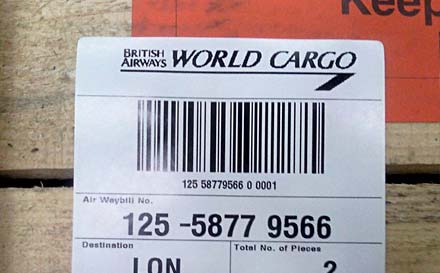 Keep
BRITISH AIRWAYS WORLD CARGO
125 58779566 0 0001
Air Waybill No.
125 -5877 9566
Destination Total No. of Pieces
LON 2